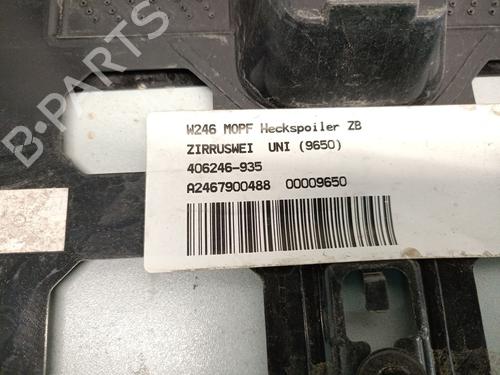 W246 MOPF Heckspoiler ZB
ZIRRUSWEI UNI (9650)
406246-935
A2467900488 00009650
B-PARTS